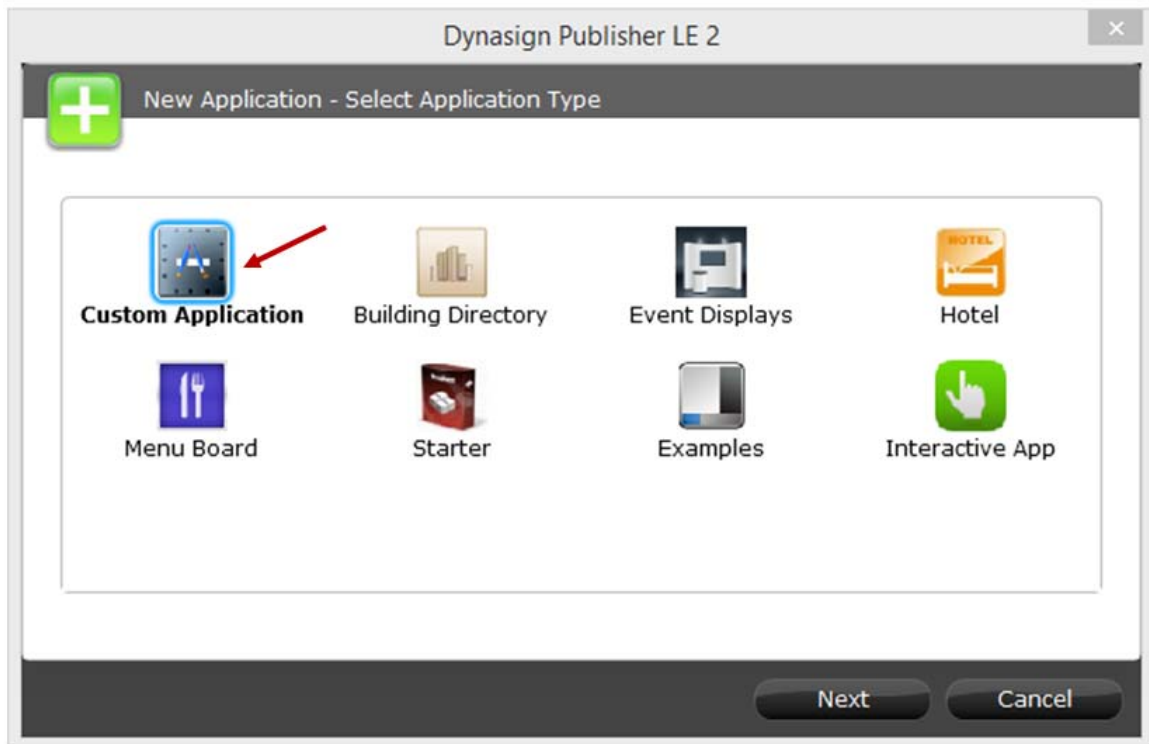 Dynasign Publisher LE 2
New Application - Select Application Type
Custom Application
Building Directory
Event Displays
HOTEL
Hotel
Menu Board
Starter
Examples
Interactive App
Next
Cancel